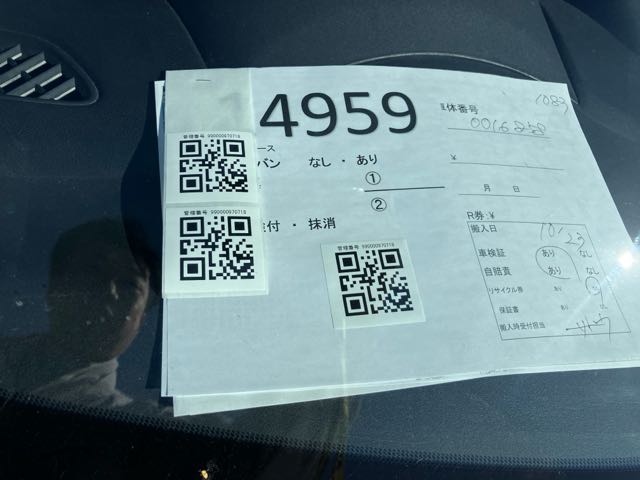 4959
体番号
1083
0016828
ース
バン なし・あり
¥
①
②
月 日
付・抹消
R券:¥
搬入日
10/23
車検証 あり なし
自賠責 あり なし
リサイクル券 あり
保証書 あり
搬入時受付担当
管理番号 990000970718
管理番号 990000970718
管理番号 990000970718